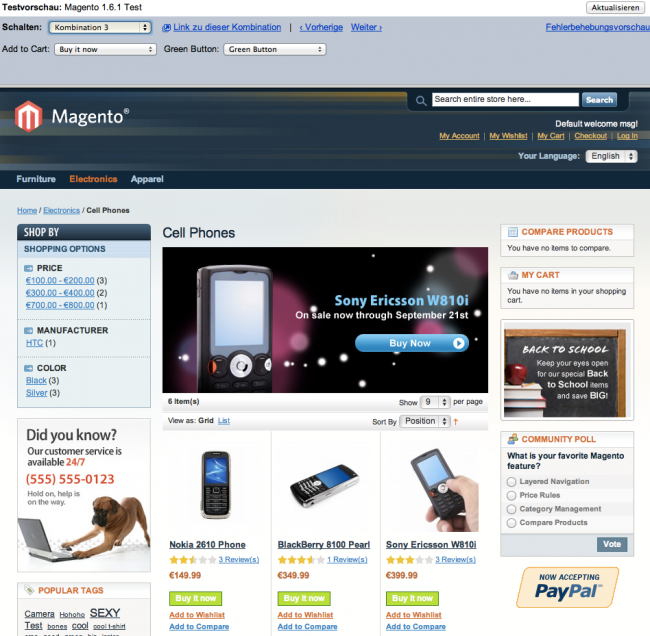 Testvorschau: Magento 1.6.1 Test
Aktualisieren
Schalten: Kombination 3 Link zu dieser Kombination | ‹ Vorherige Weiter › Fehlerbehebungsvorschau
Add to Cart: Buy it now Green Button: Green Button
Magento®
Search entire store here... Search
Default welcome msg!
My Account | My Wishlist | My Cart | Checkout | Log In
Your Language: English
Furniture Electronics Apparel
Home / Electronics / Cell Phones
SHOP BY
SHOPPING OPTIONS
PRICE
€100.00 - €200.00 (3)
€300.00 - €400.00 (2)
€700.00 - €800.00 (1)
MANUFACTURER
HTC (1)
COLOR
Black (3)
Silver (3)
Did you know?
Our customer service is
available 24/7
(555) 555-0123
Hold on, help is
on the way.
POPULAR TAGS
Camera Hohoho SEXY
Test bones cool cool t-shirt
Cell Phones
Sony Ericsson W810i
On sale now through September 21st
Buy Now
6 Item(s)
Show 9 per page
View as: Grid List
Sort By Position
Nokia 2610 Phone
3 Review(s)
€149.99
Buy it now
Add to Wishlist
Add to Compare
BlackBerry 8100 Pearl
1 Review(s)
€349.99
Buy it now
Add to Wishlist
Add to Compare
Sony Ericsson W810i
3 Review(s)
€399.99
Buy it now
Add to Wishlist
Add to Compare
COMPARE PRODUCTS
You have no items to compare.
MY CART
You have no items in your shopping
cart.
BACK TO SCHOOL
Keep your eyes open
for our special Back
to School items
and save BIG!
COMMUNITY POLL
What is your favorite Magento
feature?
Layered Navigation
Price Rules
Category Management
Compare Products
Vote
NOW ACCEPTING
PayPal™